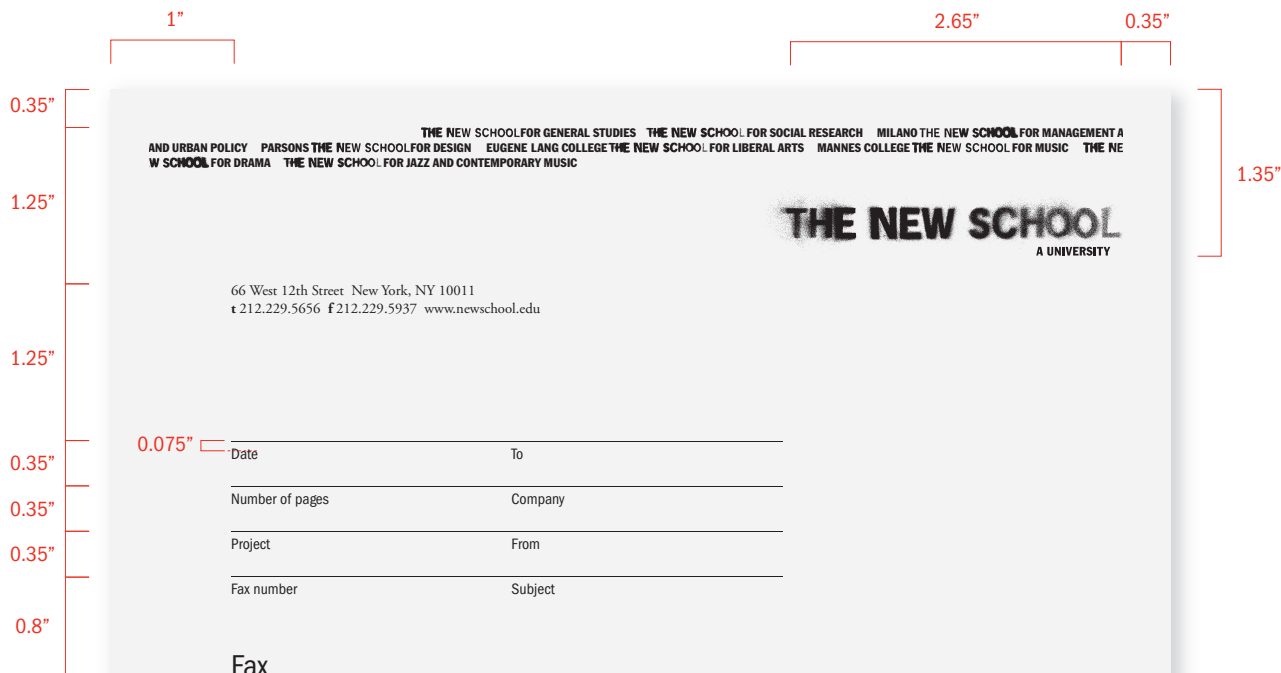 1” 2.65” 0.35”
0.35”
THE NEW SCHOOL FOR GENERAL STUDIES THE NEW SCHOOL FOR SOCIAL RESEARCH MILANO THE NEW SCHOOL FOR MANAGEMENT A
AND URBAN POLICY PARSONS THE NEW SCHOOL FOR DESIGN EUGENE LANG COLLEGE THE NEW SCHOOL FOR LIBERAL ARTS MANNES COLLEGE THE NEW SCHOOL FOR MUSIC THE NE
W SCHOOL FOR DRAMA THE NEW SCHOOL FOR JAZZ AND CONTEMPORARY MUSIC
1.35”
1.25”
THE NEW SCHOOL
A UNIVERSITY
66 West 12th Street New York, NY 10011
t 212.229.5656 f 212.229.5937 www.newschool.edu
1.25”
0.075”
Date To
0.35”
Number of pages Company
0.35”
Project From
0.35”
Fax number Subject
0.8”
Fax